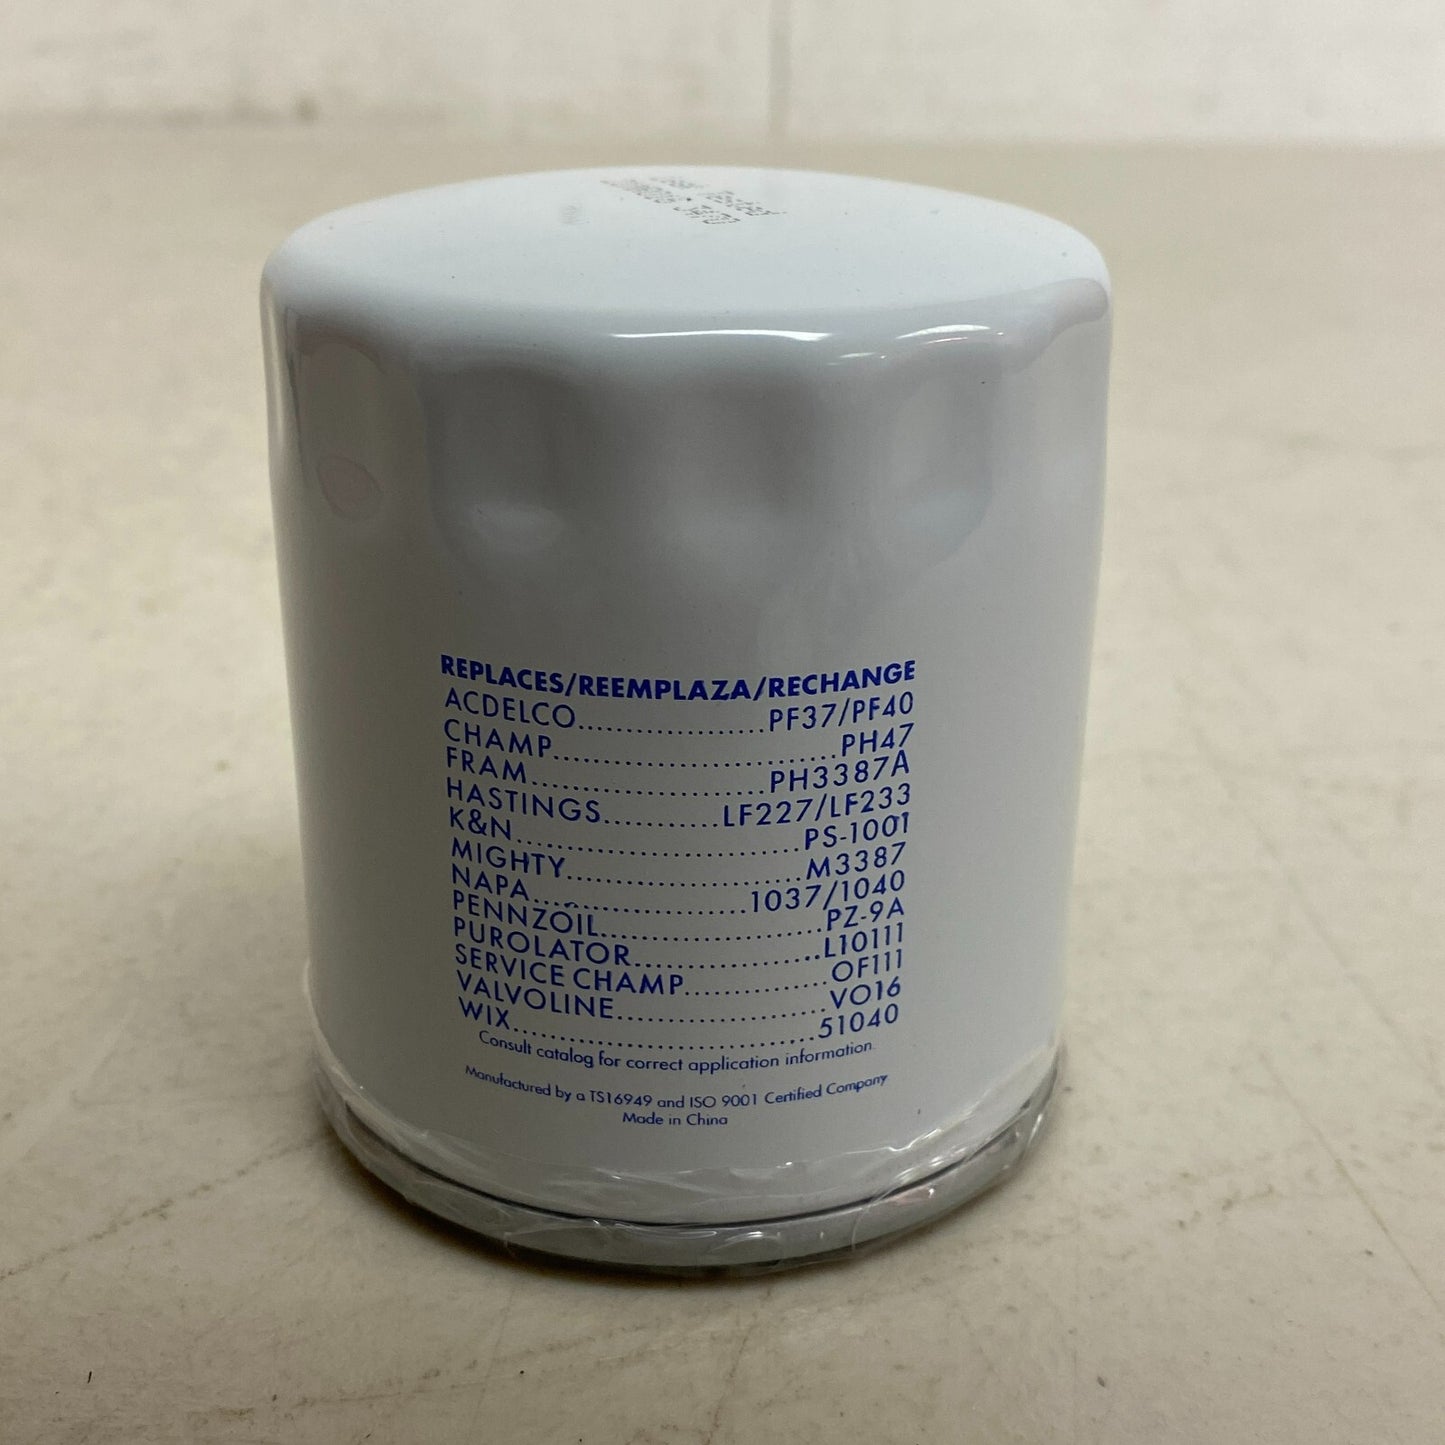 REPLACES/REEMPLAZA/RECHANGE
ACDELCO..................PF37/PF40
CHAMP...........................PH47
FRAM......................PH3387A
HASTINGS...........LF227/LF233
K&N...........................PS-1001
MIGHTY.......................M3387
NAPA.....................1037/1040
PENNZOIL.....................PZ-9A
PUROLATOR..................L10111
SERVICE CHAMP..............OF111
VALVOLINE....................VO16
WIX.............................51040
Consult catalog for correct application information.
Manufactured by a TS16949 and ISO 9001 Certified Company
Made in China